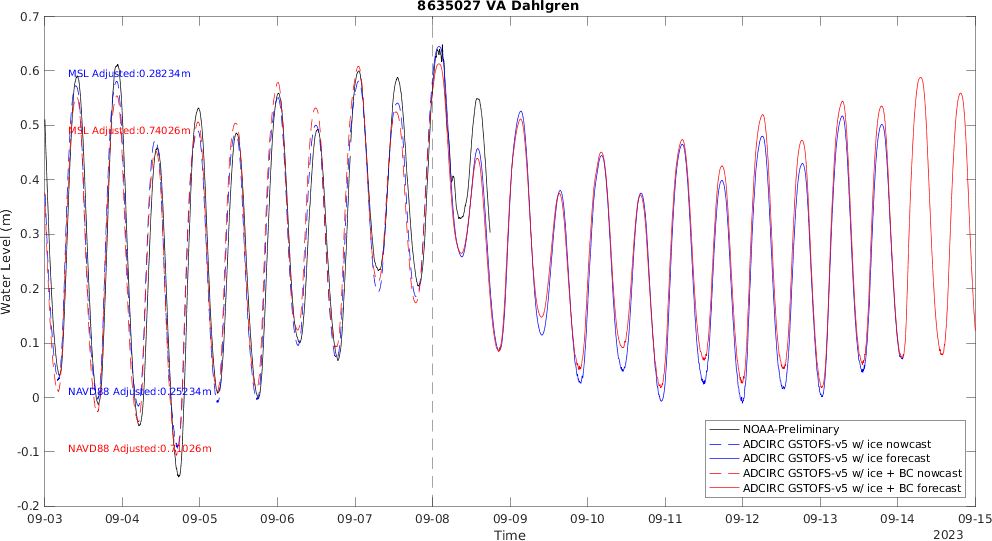 8635027 VA Dahlgren
0.7
0.6
0.5
0.4
0.3
0.2
0.1
0
-0.1
-0.2
Water Level (m)
MSL Adjusted:0.28234m
MSL Adjusted:0.74026m
NAVD88 Adjusted:0.25234m
NAVD88 Adjusted:0.71026m
NOAA-Preliminary
ADCIRC GSTOFS-v5 w/ ice nowcast
ADCIRC GSTOFS-v5 w/ ice forecast
ADCIRC GSTOFS-v5 w/ ice + BC nowcast
ADCIRC GSTOFS-v5 w/ ice + BC forecast
09-03 09-04 09-05 09-06 09-07 09-08 09-09 09-10 09-11 09-12 09-13 09-14 09-15
Time
2023